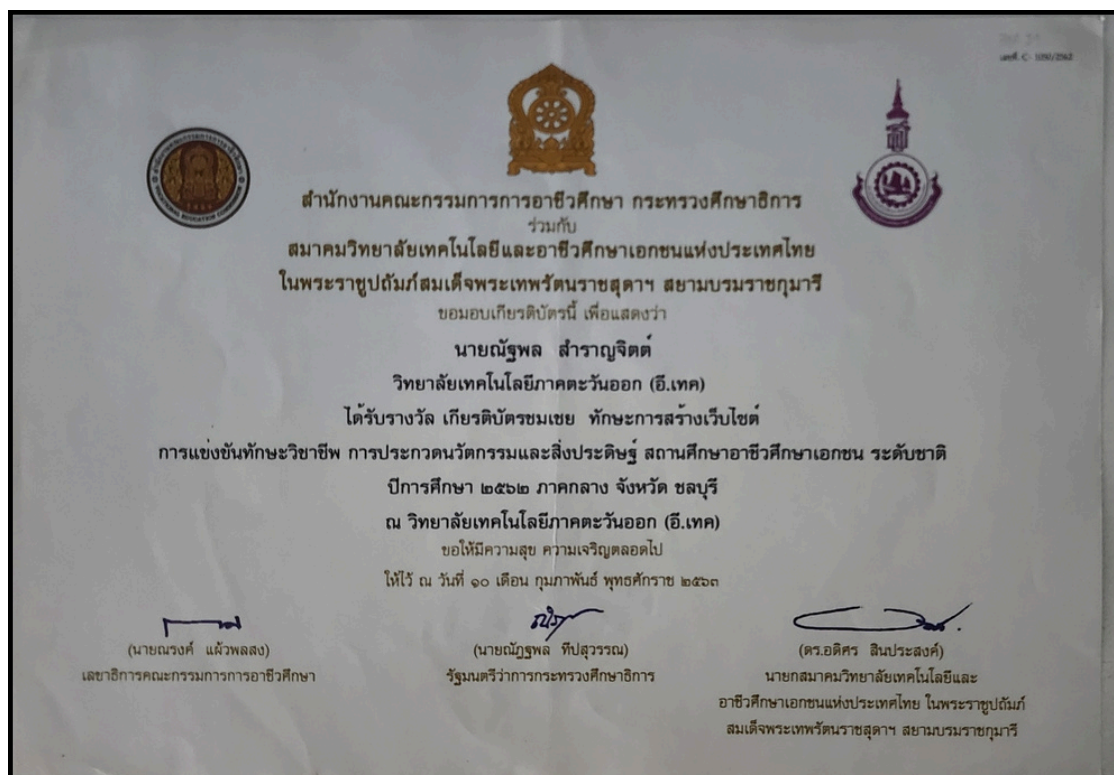 เลขที่ C- 1050/2562
สำนักงานคณะกรรมการการอาชีวศึกษา กระทรวงศึกษาธิการ
ร่วมกับ
สมาคมวิทยาลัยเทคโนโลยีและอาชีวศึกษาเอกชนแห่งประเทศไทย
ในพระราชูปถัมภ์สมเด็จพระเทพรัตนราชสุดาฯ สยามบรมราชกุมารี
ขอมอบเกียรติบัตรนี้ เพื่อแสดงว่า
นายณัฐพล สำราญจิตต์
วิทยาลัยเทคโนโลยีภาคตะวันออก (อี.เทค)
ได้รับรางวัล เกียรติบัตรชมเชย ทักษะการสร้างเว็บไซต์
การแข่งขันทักษะวิชาชีพ การประกวดนวัตกรรมและสิ่งประดิษฐ์ สถานศึกษาอาชีวศึกษาเอกชน ระดับชาติ
ปีการศึกษา ๒๕๖๒ ภาคกลาง จังหวัด ชลบุรี
ณ วิทยาลัยเทคโนโลยีภาคตะวันออก (อี.เทค)
ขอให้มีความสุข ความเจริญตลอดไป
ให้ไว้ ณ วันที่ ๑๐ เดือน กุมภาพันธ์ พุทธศักราช ๒๕๖๓
(นายณรงค์ แผ้วพลสง)
เลขาธิการคณะกรรมการการอาชีวศึกษา
(นายณัฏฐพล ทีปสุวรรณ)
รัฐมนตรีว่าการกระทรวงศึกษาธิการ
(ดร.อดิศร สินประสงค์)
นายกสมาคมวิทยาลัยเทคโนโลยีและ
อาชีวศึกษาเอกชนแห่งประเทศไทย ในพระราชูปถัมภ์
สมเด็จพระเทพรัตนราชสุดาฯ สยามบรมราชกุมารี